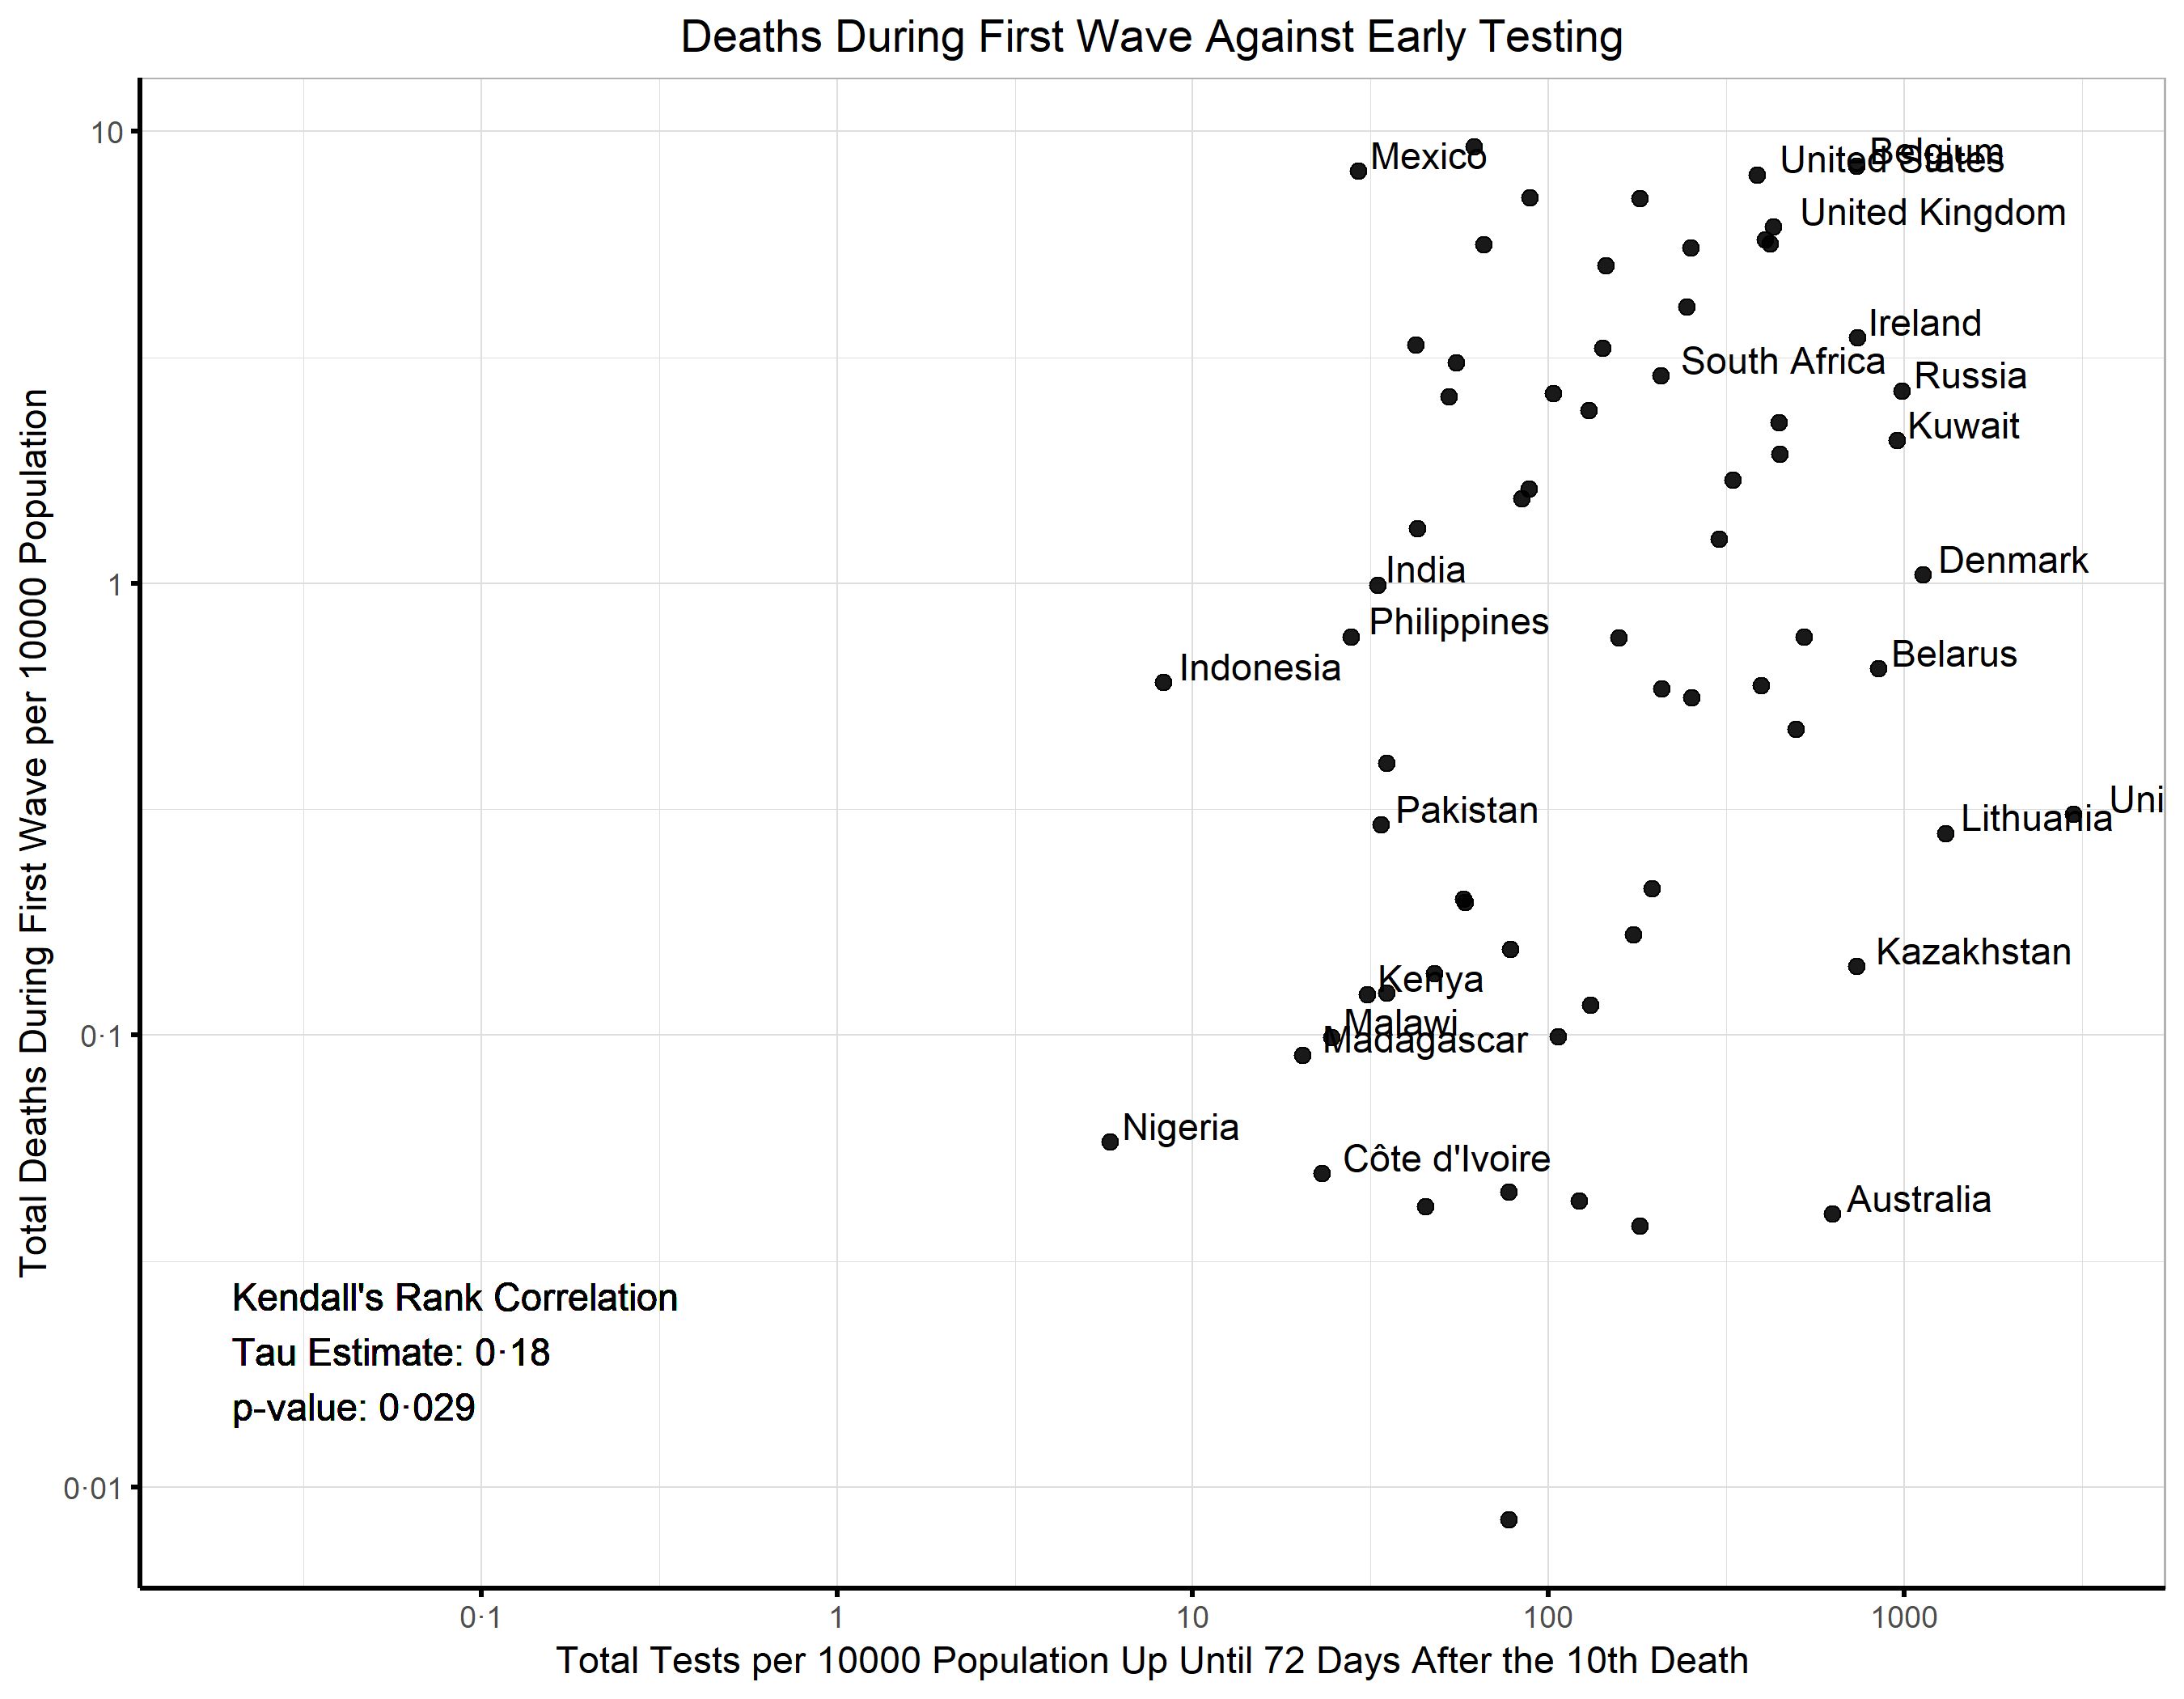 Deaths During First Wave Against Early Testing
Total Deaths During First Wave per 10000 Population
10
1
0·1
0·01
Mexico
Belgium
United States
United Kingdom
Ireland
South Africa
Russia
Kuwait
India
Denmark
Philippines
Belarus
Indonesia
Uni
Pakistan
Lithuania
Kazakhstan
Kenya
Malawi
Madagascar
Nigeria
Côte d'Ivoire
Australia
Kendall's Rank Correlation
Tau Estimate: 0·18
p-value: 0·029
0·1
1
10
100
1000
Total Tests per 10000 Population Up Until 72 Days After the 10th Death